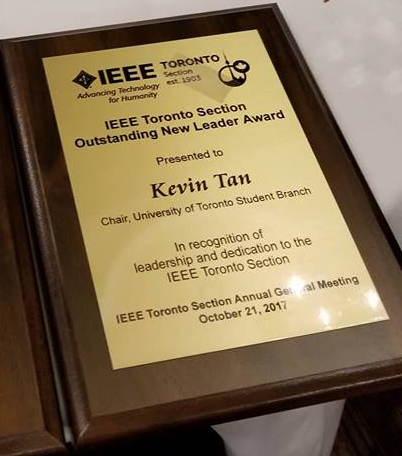 IEEE TORONTO
Section
est. 1903
Advancing Technology
for Humanity
IEEE Toronto Section
Outstanding New Leader Award
Presented to
Kevin Tan
Chair, University of Toronto Student Branch
In recognition of
leadership and dedication to the
IEEE Toronto Section
IEEE Toronto Section Annual General Meeting
October 21, 2017